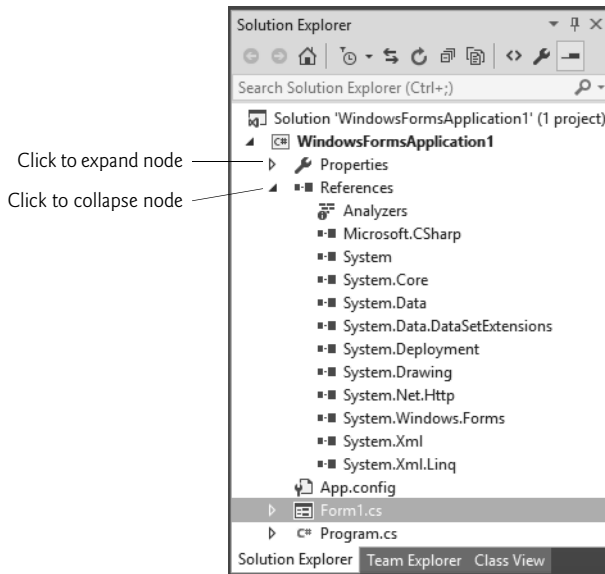 Solution Explorer
Search Solution Explorer (Ctrl+;)
Solution 'WindowsFormsApplication1' (1 project)
C# WindowsFormsApplication1
Click to expand node
Properties
Click to collapse node
References
Analyzers
Microsoft.CSharp
System
System.Core
System.Data
System.Data.DataSetExtensions
System.Deployment
System.Drawing
System.Net.Http
System.Windows.Forms
System.Xml
System.Xml.Linq
App.config
Form1.cs
C# Program.cs
Solution Explorer Team Explorer Class View